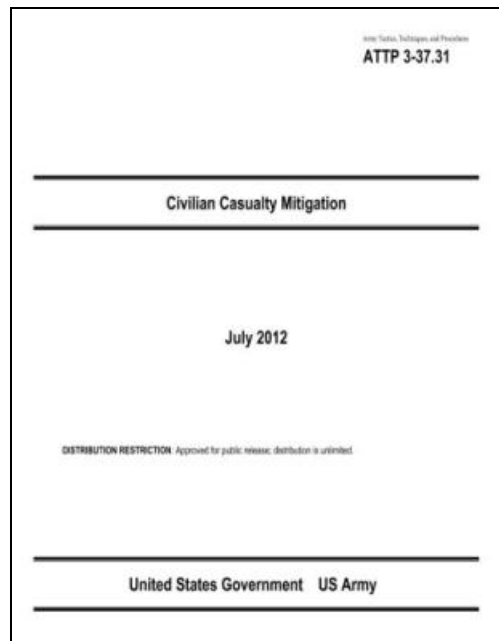 Army Tactics, Techniques, and Procedures
ATTP 3-37.31
Civilian Casualty Mitigation
July 2012
DISTRIBUTION RESTRICTION: Approved for public release; distribution is unlimited.
United States Government US Army